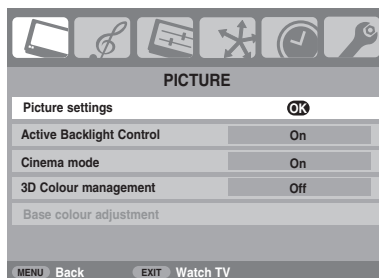 PICTURE
Picture settings OK
Active Backlight Control On
Cinema mode On
3D Colour management Off
Base colour adjustment
MENU Back EXIT Watch TV